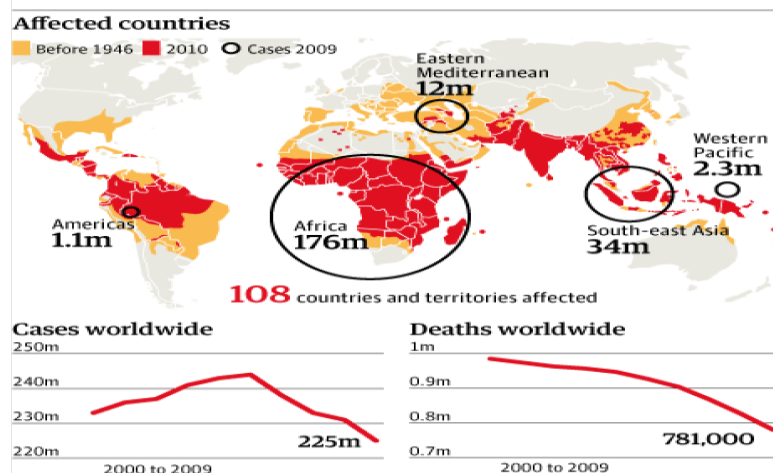 Affected countries
Before 1946 2010 Cases 2009
Eastern
Mediterranean
12m
Western
Pacific
2.3m
Americas
1.1m
Africa
176m
South-east Asia
34m
108 countries and territories affected
Cases worldwide
250m
240m
230m
225m
220m
2000 to 2009
Deaths worldwide
1m
0.9m
0.8m
781,000
0.7m
2000 to 2009